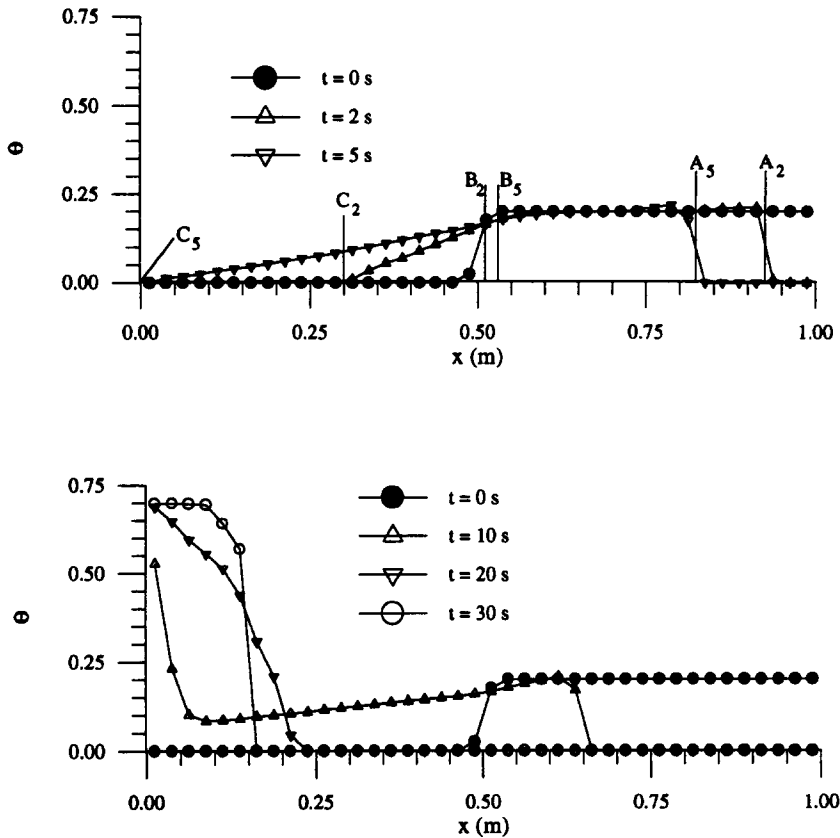 0.75
0.50
0.25
0.00
Θ
t = 0 s
t = 2 s
t = 5 s
C5
C2
B2
B5
A5
A2
0.00 0.25 0.50 0.75 1.00
x (m)
0.75
0.50
0.25
0.00
Θ
t = 0 s
t = 10 s
t = 20 s
t = 30 s
0.00 0.25 0.50 0.75 1.00
x (m)